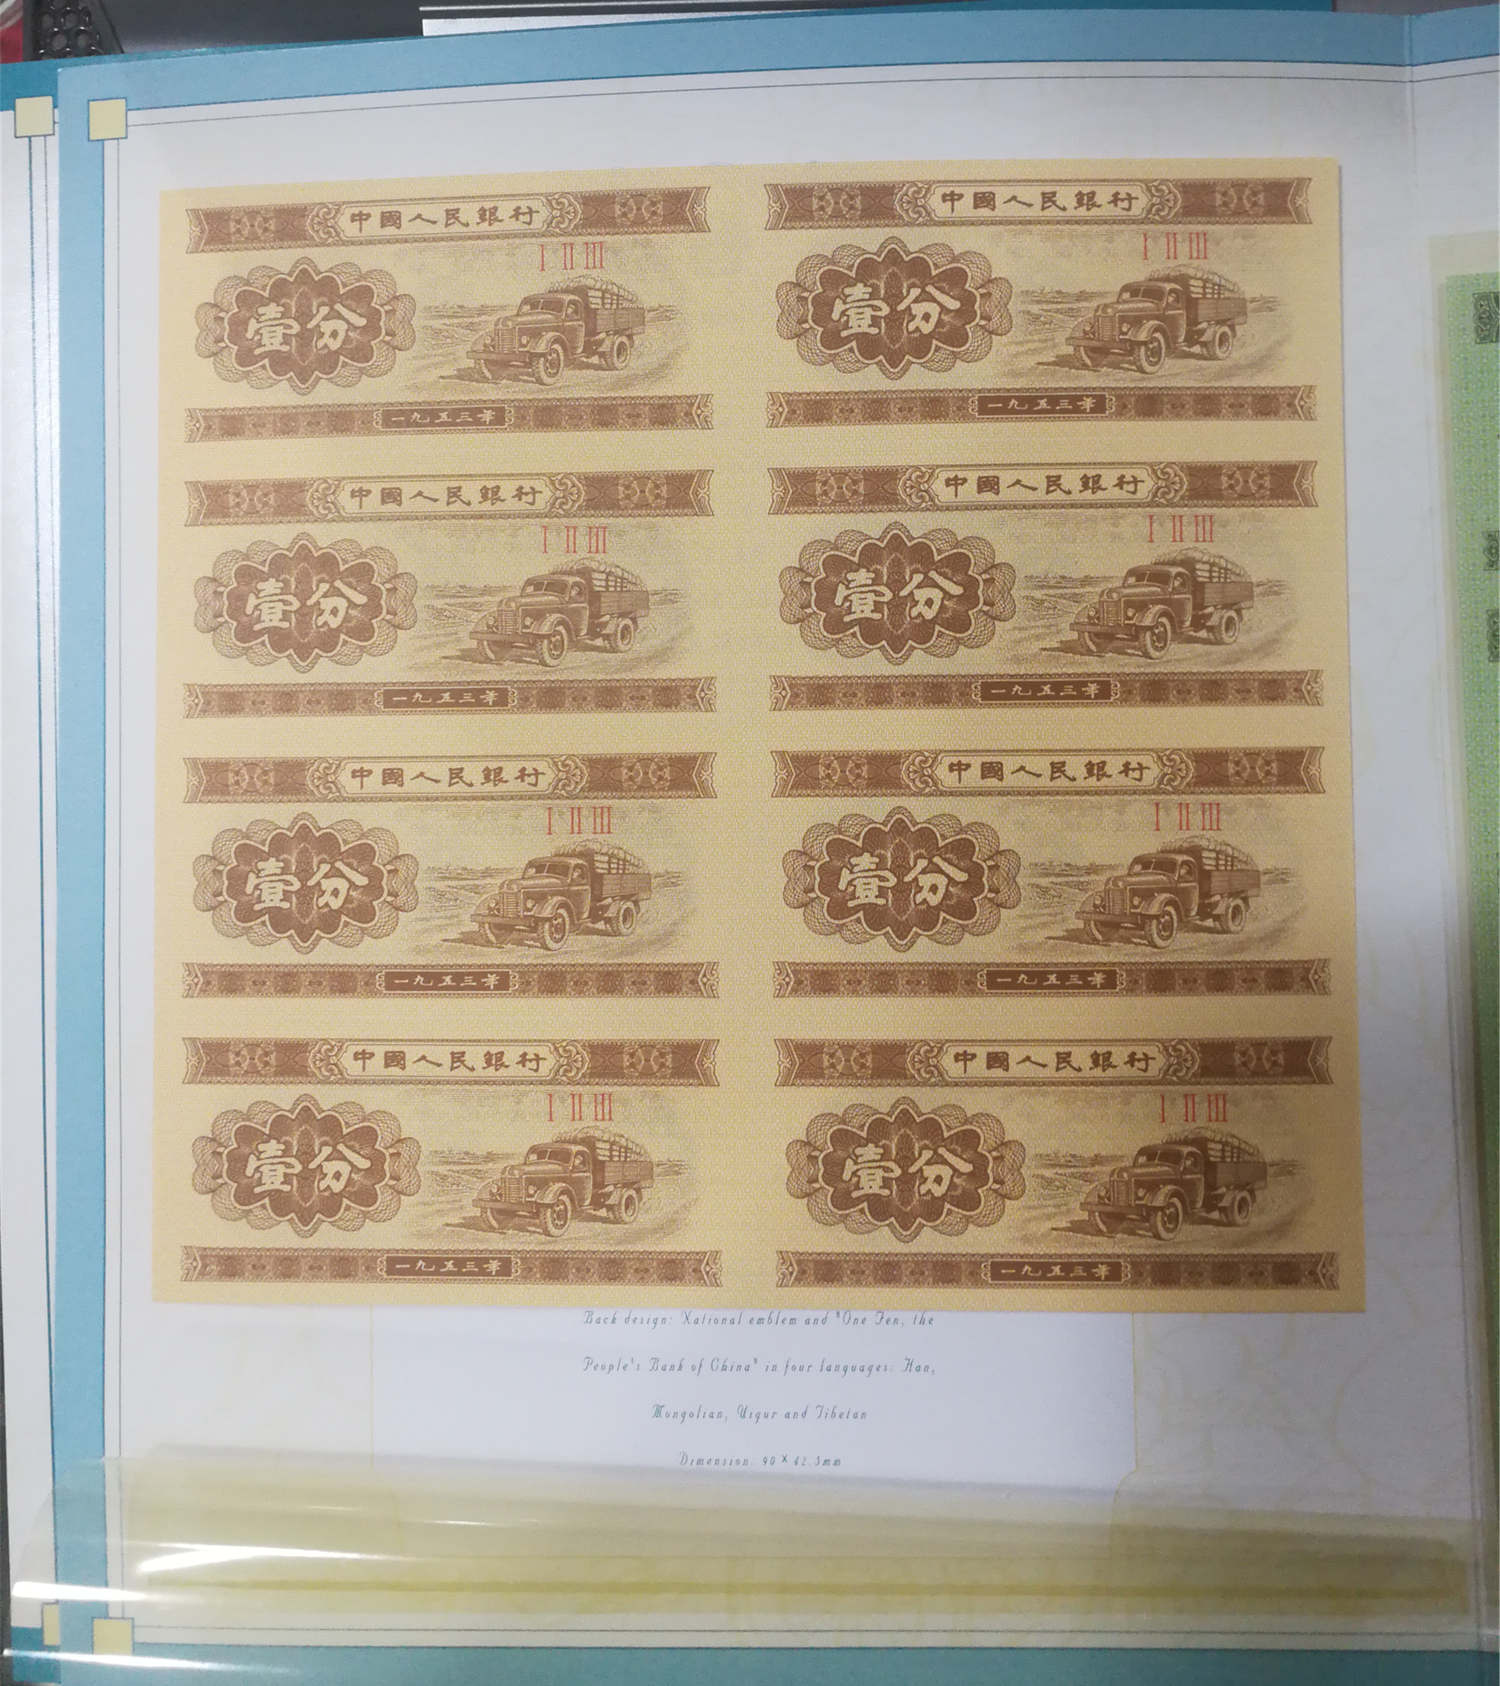 中國人民銀行 中國人民銀行
I II III I II III
壹分 壹分
一九五三年 一九五三年
中國人民銀行 中國人民銀行
I II III I II III
壹分 壹分
一九五三年 一九五三年
中國人民銀行 中國人民銀行
I II III I II III
壹分 壹分
一九五三年 一九五三年
中國人民銀行 中國人民銀行
I II III I II III
壹分 壹分
一九五三年 一九五三年
Back design: National emblem and "One Fen, the
People's Bank of China" in four languages: Han,
Mongolian, Uigur and Tibetan
Dimension: 90 × 42.5mm